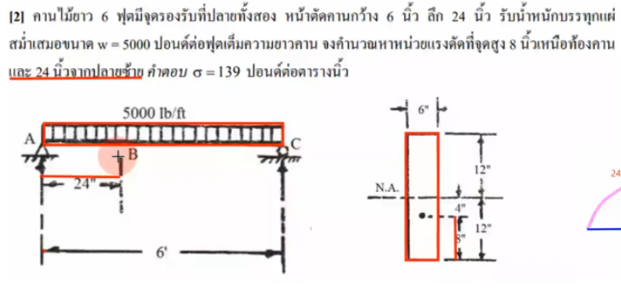 [2] คานไม้ยาว 6 ฟุตมีจุดรองรับที่ปลายทั้งสอง หน้าตัดคานกว้าง 6 นิ้ว ลึก 24 นิ้ว รับน้ำหนักบรรทุกแผ่
สม่ำเสมอขนาด w = 5000 ปอนด์ต่อฟุตเต็มความยาวคาน จงคำนวณหาหน่วยแรงดัดที่จุดสูง 8 นิ้วเหนือท้องคาน
และ 24 นิ้วจากปลายซ้าย คำตอบ σ = 139 ปอนด์ต่อตารางนิ้ว
5000 lb/ft
6"
A
C
B
12"
24
24"
N.A.
4"
12"
8"
6'